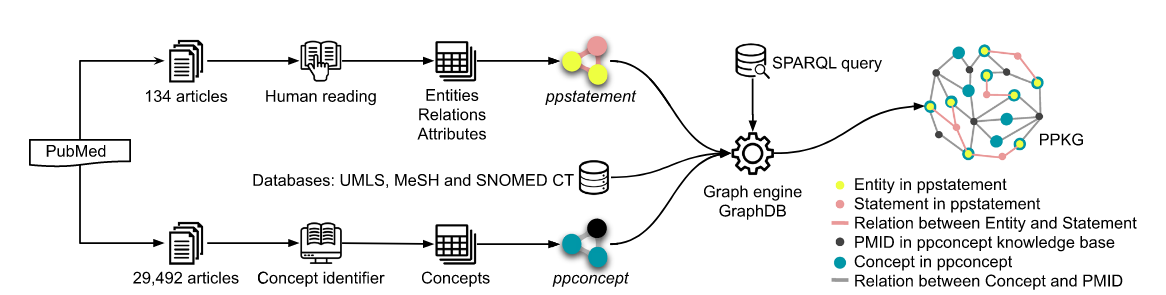 PubMed
134 articles
Human reading
Entities
Relations
Attributes
ppstatement
SPARQL query
Databases: UMLS, MeSH and SNOMED CT
Graph engine
GraphDB
PPKG
29,492 articles
Concept identifier
Concepts
ppconcept
Entity in ppstatement
Statement in ppstatement
Relation between Entity and Statement
PMID in ppconcept knowledge base
Concept in ppconcept
Relation between Concept and PMID